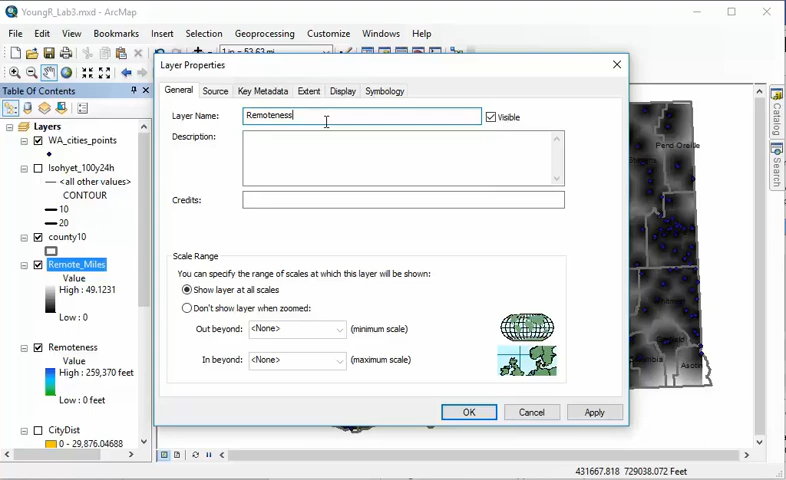 YoungR_Lab3.mxd - ArcMap
File Edit View Bookmarks Insert Selection Geoprocessing Customize Windows Help
Layer Properties
Table Of Contents
General Source Key Metadata Extent Display Symbology
Layers
WA_cities_points
Isohyet_100y24h
<all other values>
CONTOUR
10
20
county10
Remote_Miles
Value
High : 49.1231
Low : 0
Remoteness
Value
High : 259,370 feet
Low : 0 feet
CityDist
0 - 29,876.04688
Layer Name: Remoteness
Visible
Description:
Credits:
Scale Range
You can specify the range of scales at which this layer will be shown:
Show layer at all scales
Don't show layer when zoomed:
Out beyond: <None> (minimum scale)
In beyond: <None> (maximum scale)
OK Cancel Apply
Pend Oreille
Catalog
Search
431667.818 729038.072 Feet